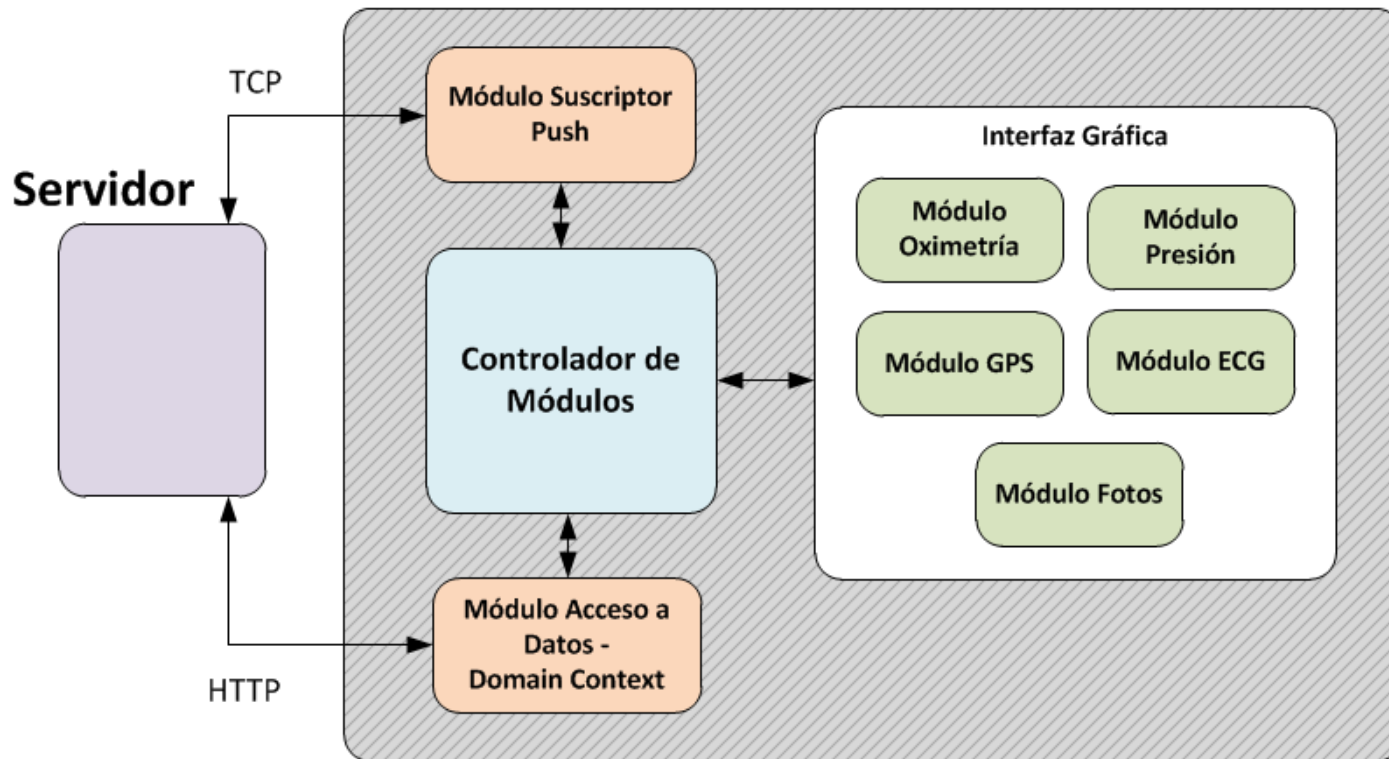 TCP
Servidor
Módulo Suscriptor
Push
Interfaz Gráfica
Módulo
Oximetría
Módulo
Presión
Controlador de
Módulos
Módulo GPS
Módulo ECG
Módulo Fotos
Módulo Acceso a
Datos -
Domain Context
HTTP